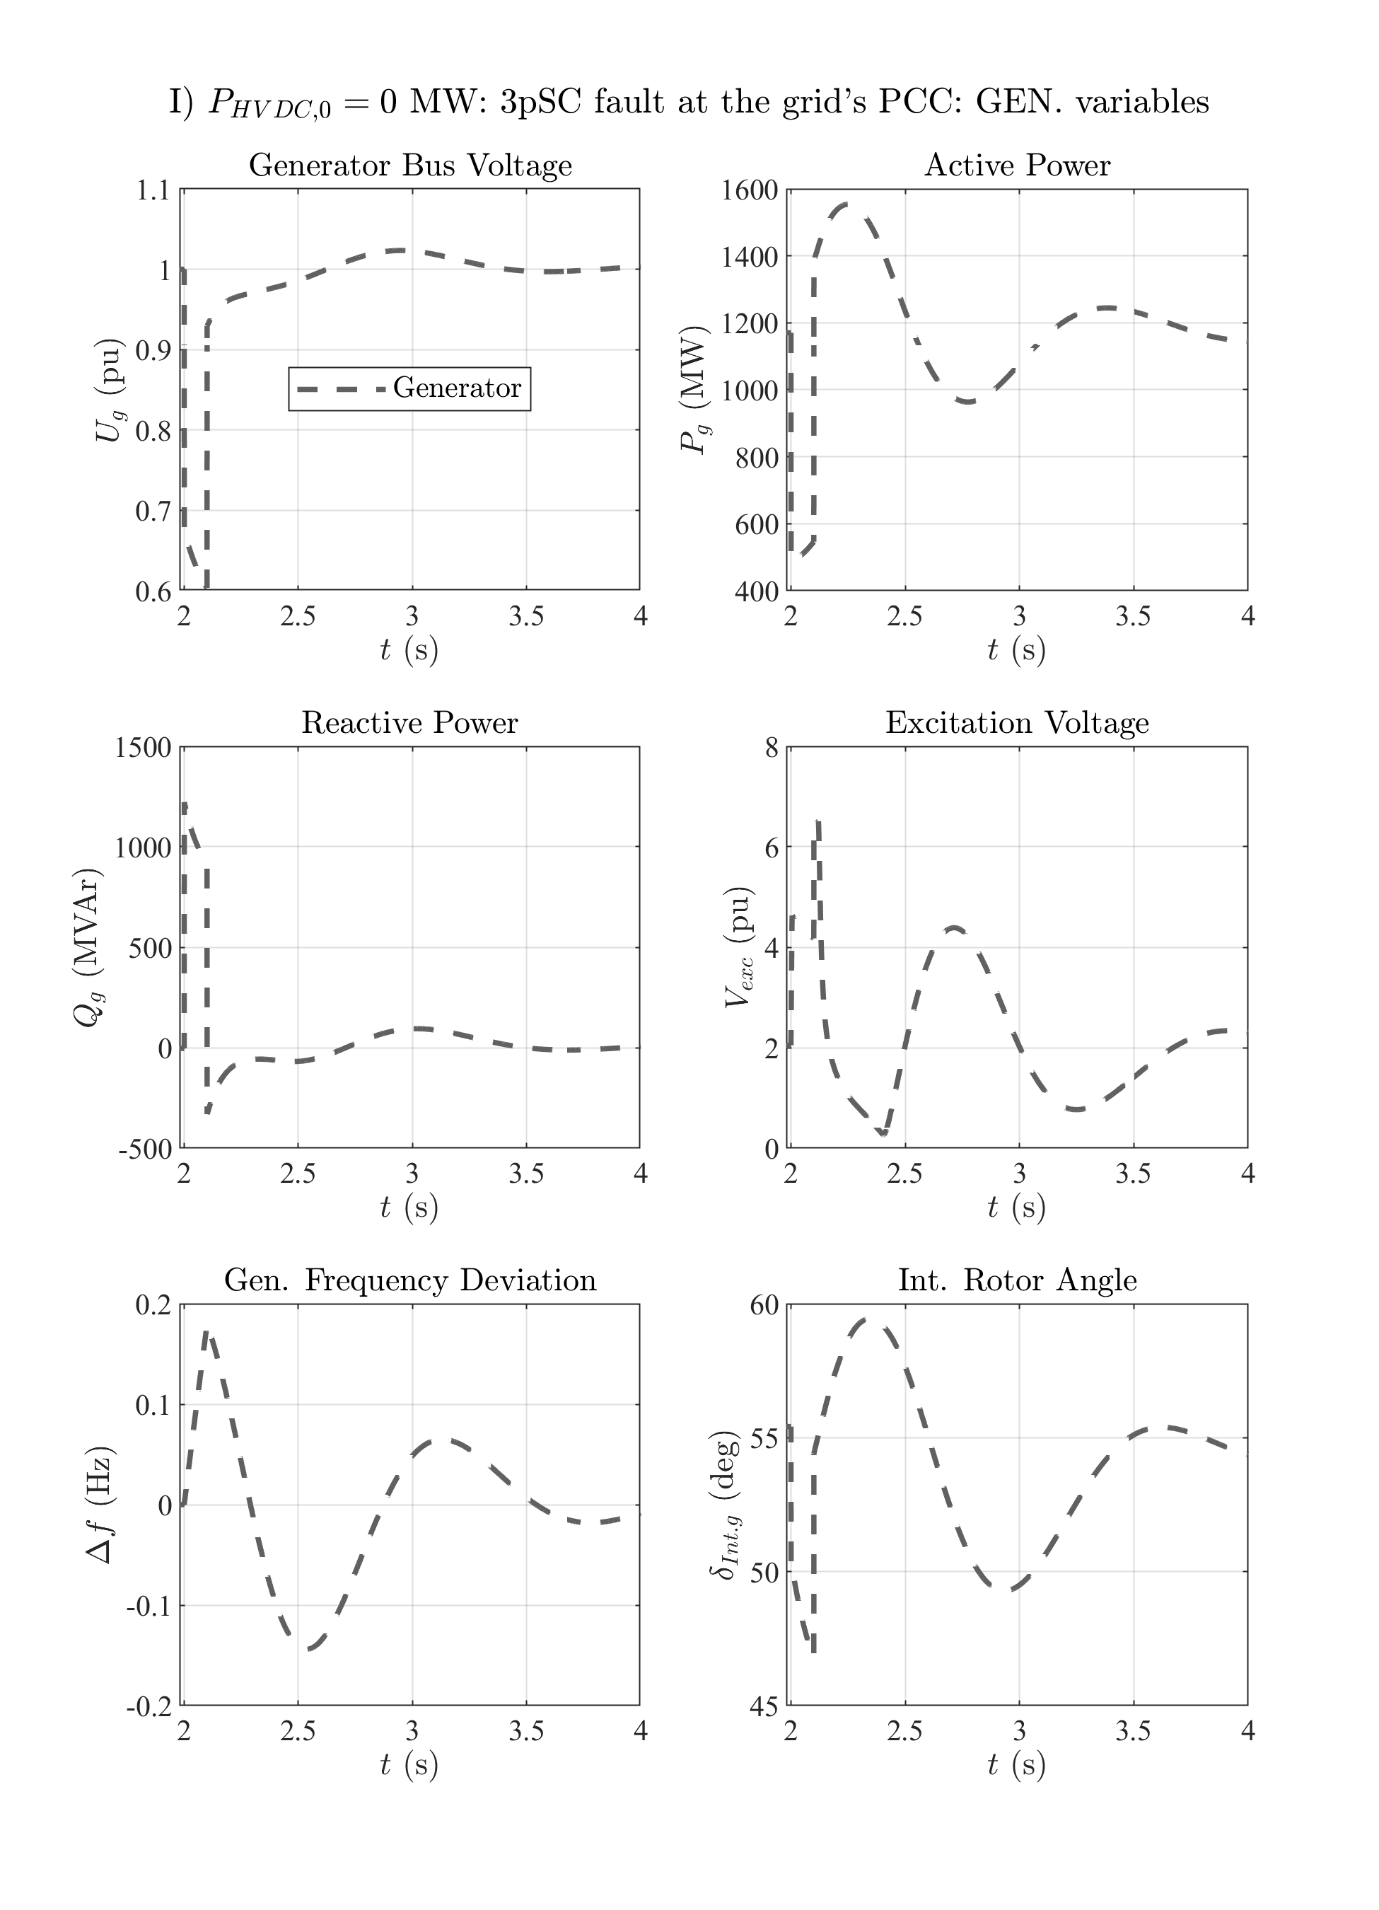 I) P_{HVDC,0} = 0 MW: 3pSC fault at the grid's PCC: GEN. variables
Generator Bus Voltage
1.1
1
0.9
0.8
0.7
0.6
U_g (pu)
Generator
2 2.5 3 3.5 4
t (s)
Active Power
1600
1400
1200
1000
800
600
400
P_g (MW)
2 2.5 3 3.5 4
t (s)
Reactive Power
1500
1000
500
0
-500
Q_g (MVAr)
2 2.5 3 3.5 4
t (s)
Excitation Voltage
8
6
4
2
0
V_{exc} (pu)
2 2.5 3 3.5 4
t (s)
Gen. Frequency Deviation
0.2
0.1
0
-0.1
-0.2
Δf (Hz)
2 2.5 3 3.5 4
t (s)
Int. Rotor Angle
60
55
50
45
δ_{Int.g} (deg)
2 2.5 3 3.5 4
t (s)